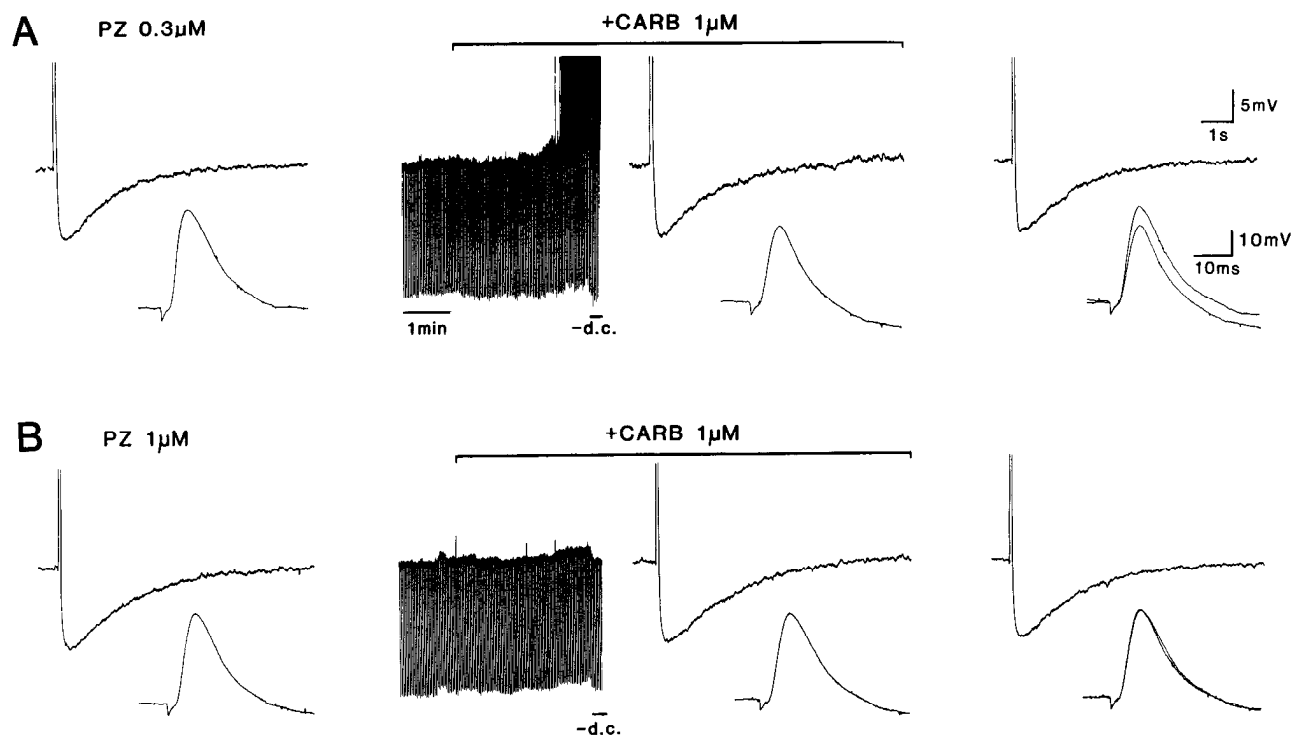 A
PZ 0.3µM
+CARB 1µM
5mV
1s
10mV
10ms
1min
-d.c.
B
PZ 1µM
+CARB 1µM
-d.c.